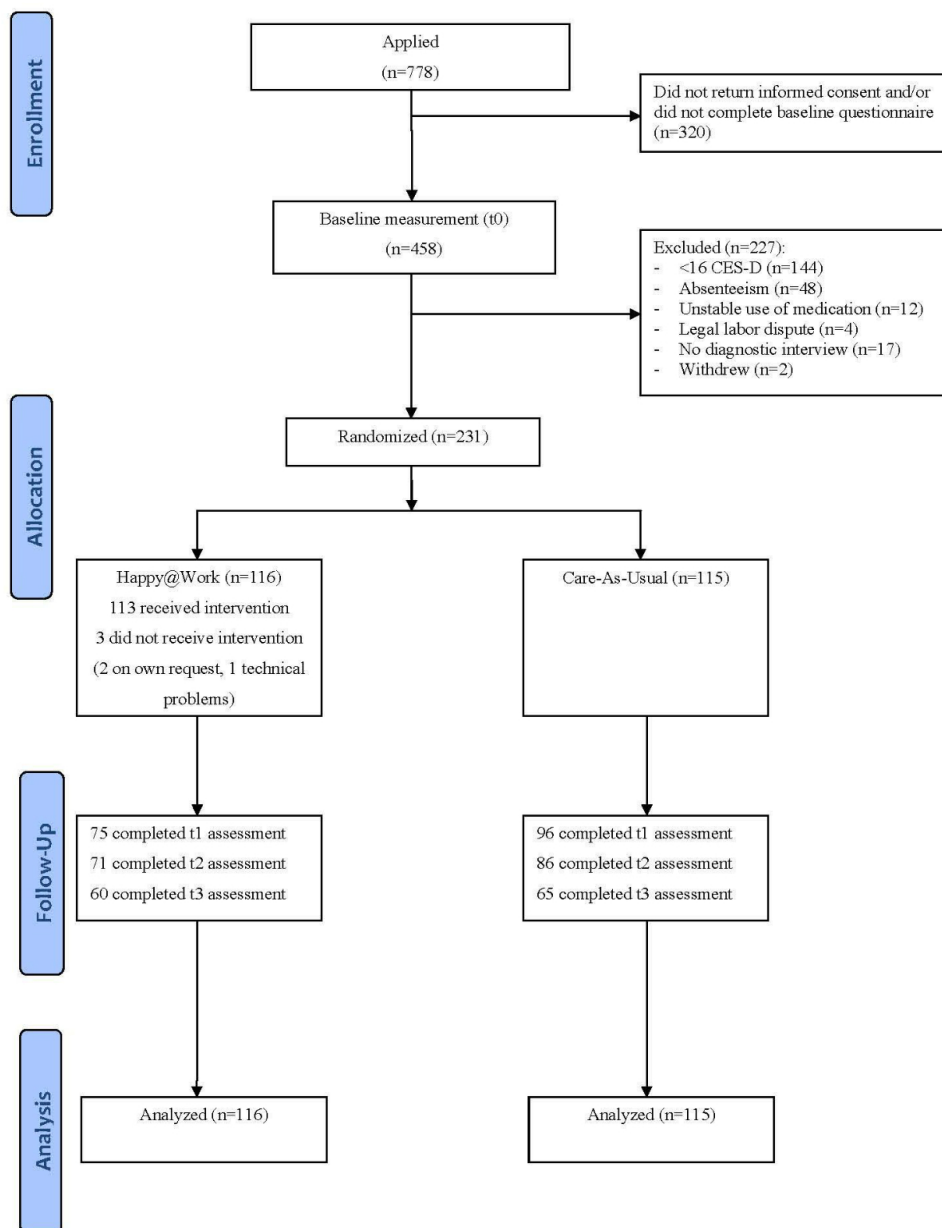 Enrollment
Applied
(n=778)
Did not return informed consent and/or
did not complete baseline questionnaire
(n=320)
Baseline measurement (t0)
(n=458)
Excluded (n=227):
- <16 CES-D (n=144)
- Absenteeism (n=48)
- Unstable use of medication (n=12)
- Legal labor dispute (n=4)
- No diagnostic interview (n=17)
- Withdrew (n=2)
Allocation
Randomized (n=231)
Happy@Work (n=116)
113 received intervention
3 did not receive intervention
(2 on own request, 1 technical
problems)
Care-As-Usual (n=115)
Follow-Up
75 completed t1 assessment
71 completed t2 assessment
60 completed t3 assessment
96 completed t1 assessment
86 completed t2 assessment
65 completed t3 assessment
Analysis
Analyzed (n=116)
Analyzed (n=115)